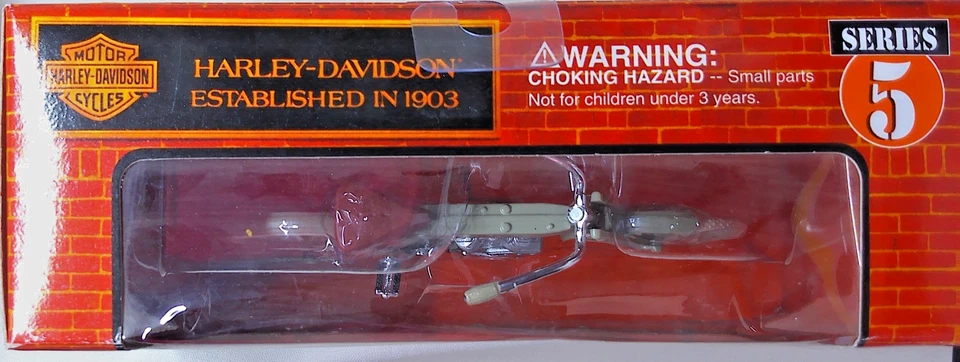 MOTOR
HARLEY-DAVIDSON
CYCLES
HARLEY-DAVIDSON
ESTABLISHED IN 1903
WARNING:
CHOKING HAZARD -- Small parts
Not for children under 3 years.
SERIES
5